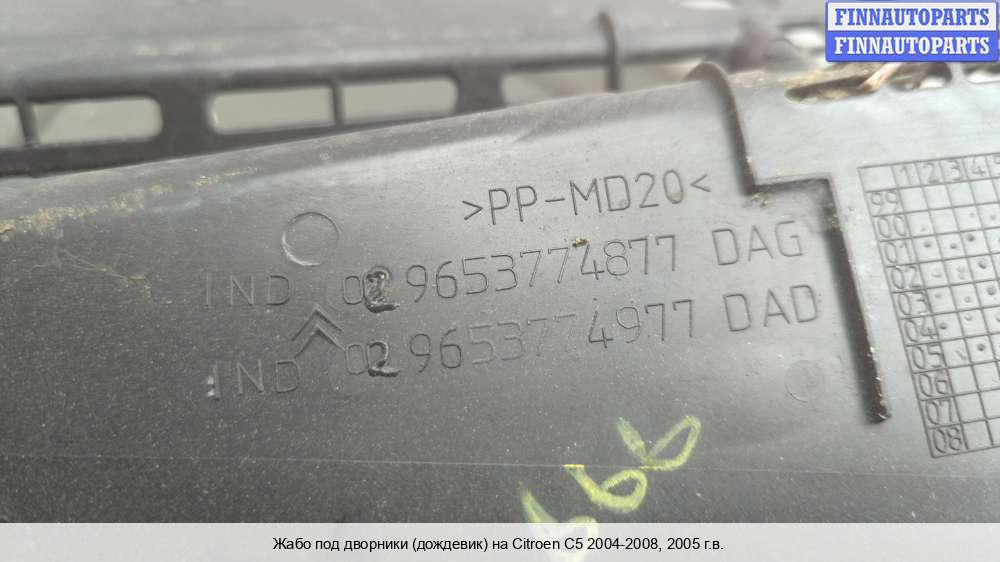 FINNAUTOPARTS
FINNAUTOPARTS
>PP-MD20<
IND 02 9653774877 DAG
IND 02 9653774977 DAD
1 2 3 4 5
99
00
01
02
03
04
05
06
07
08
Жабо под дворники (дождевик) на Citroen C5 2004-2008, 2005 г.в.